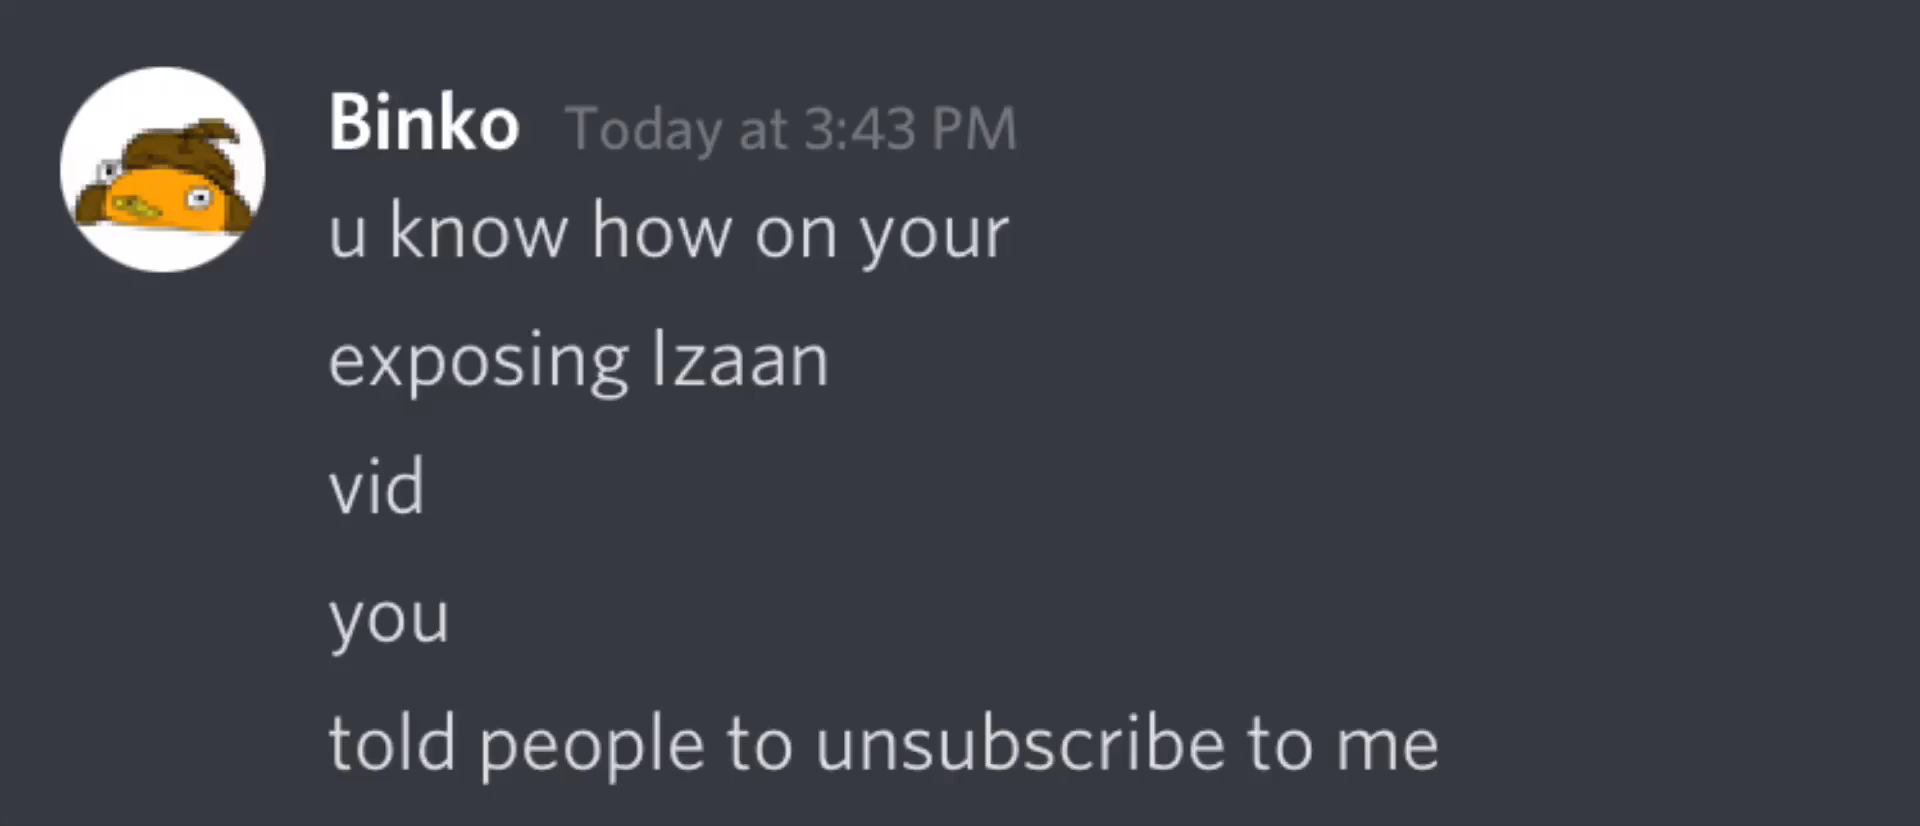 Binko Today at 3:43 PM
u know how on your
exposing Izaan
vid
you
told people to unsubscribe to me